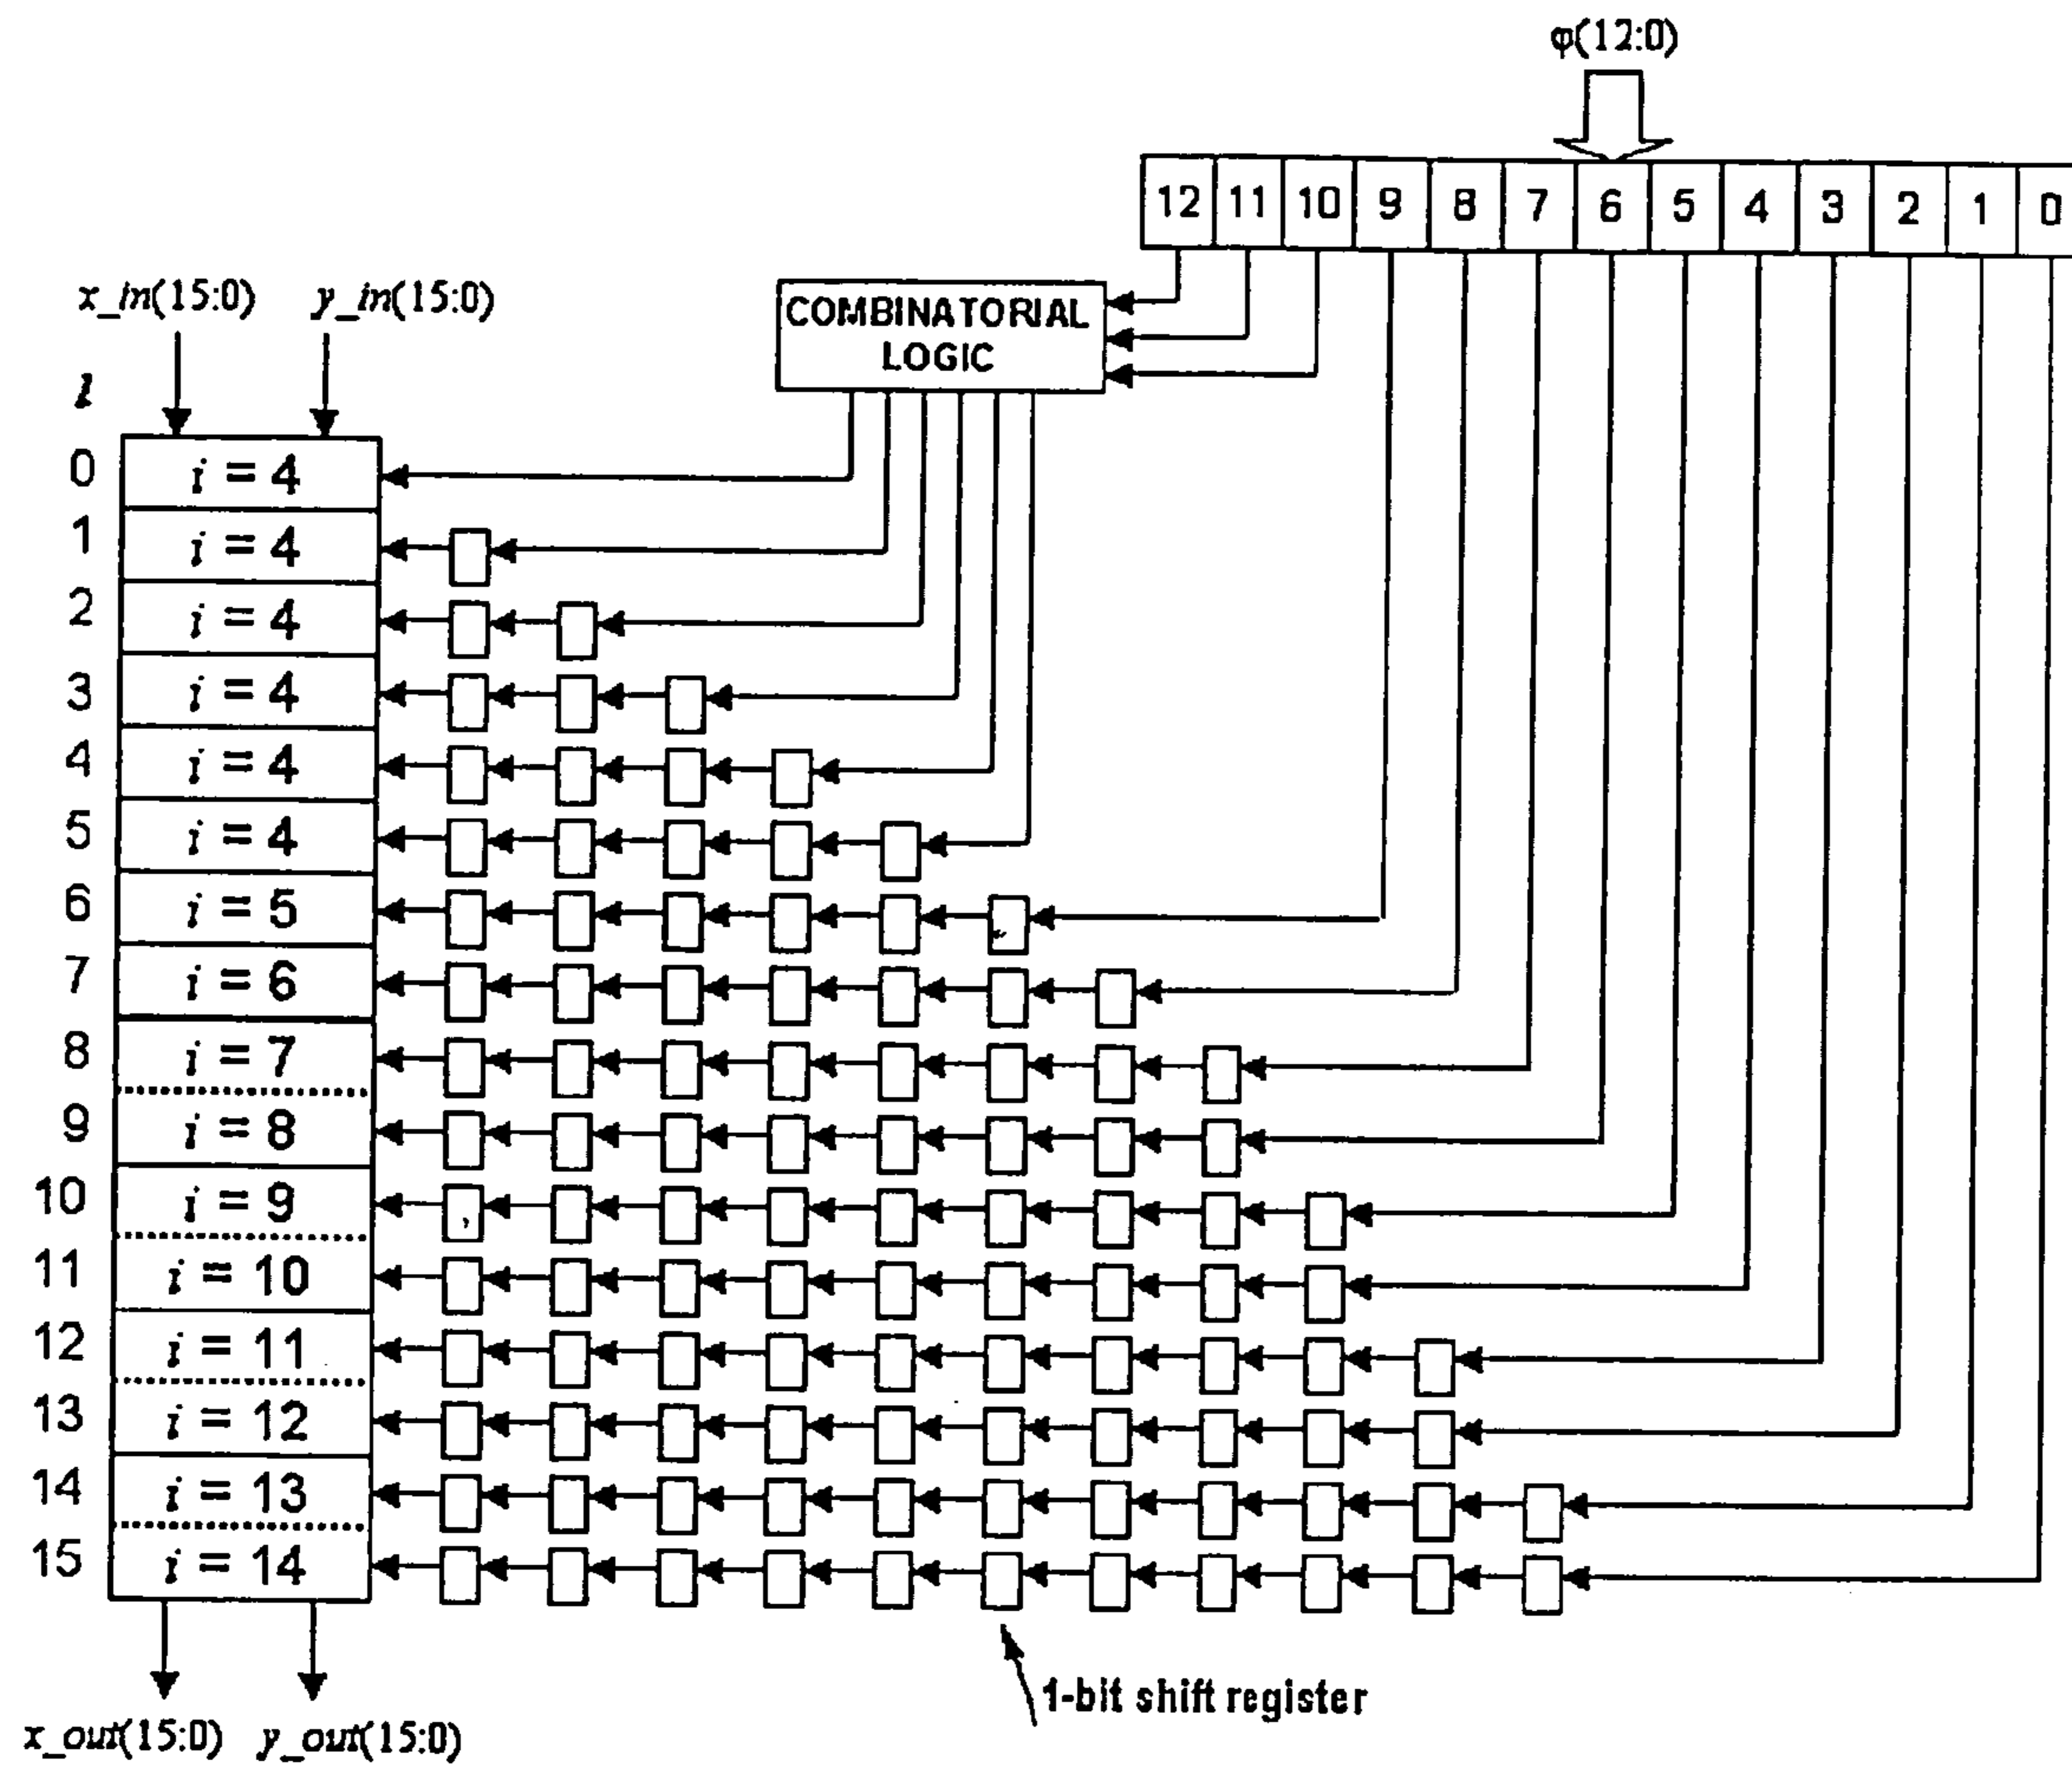 φ(12:0)
12 11 10 9 8 7 6 5 4 3 2 1 0
COMBINATORIAL
LOGIC
x_in(15:0) y_in(15:0)
l
0 i = 4
1 i = 4
2 i = 4
3 i = 4
4 i = 4
5 i = 4
6 i = 5
7 i = 6
8 i = 7
9 i = 8
10 i = 9
11 i = 10
12 i = 11
13 i = 12
14 i = 13
15 i = 14
1-bit shift register
x_out(15:0) y_out(15:0)